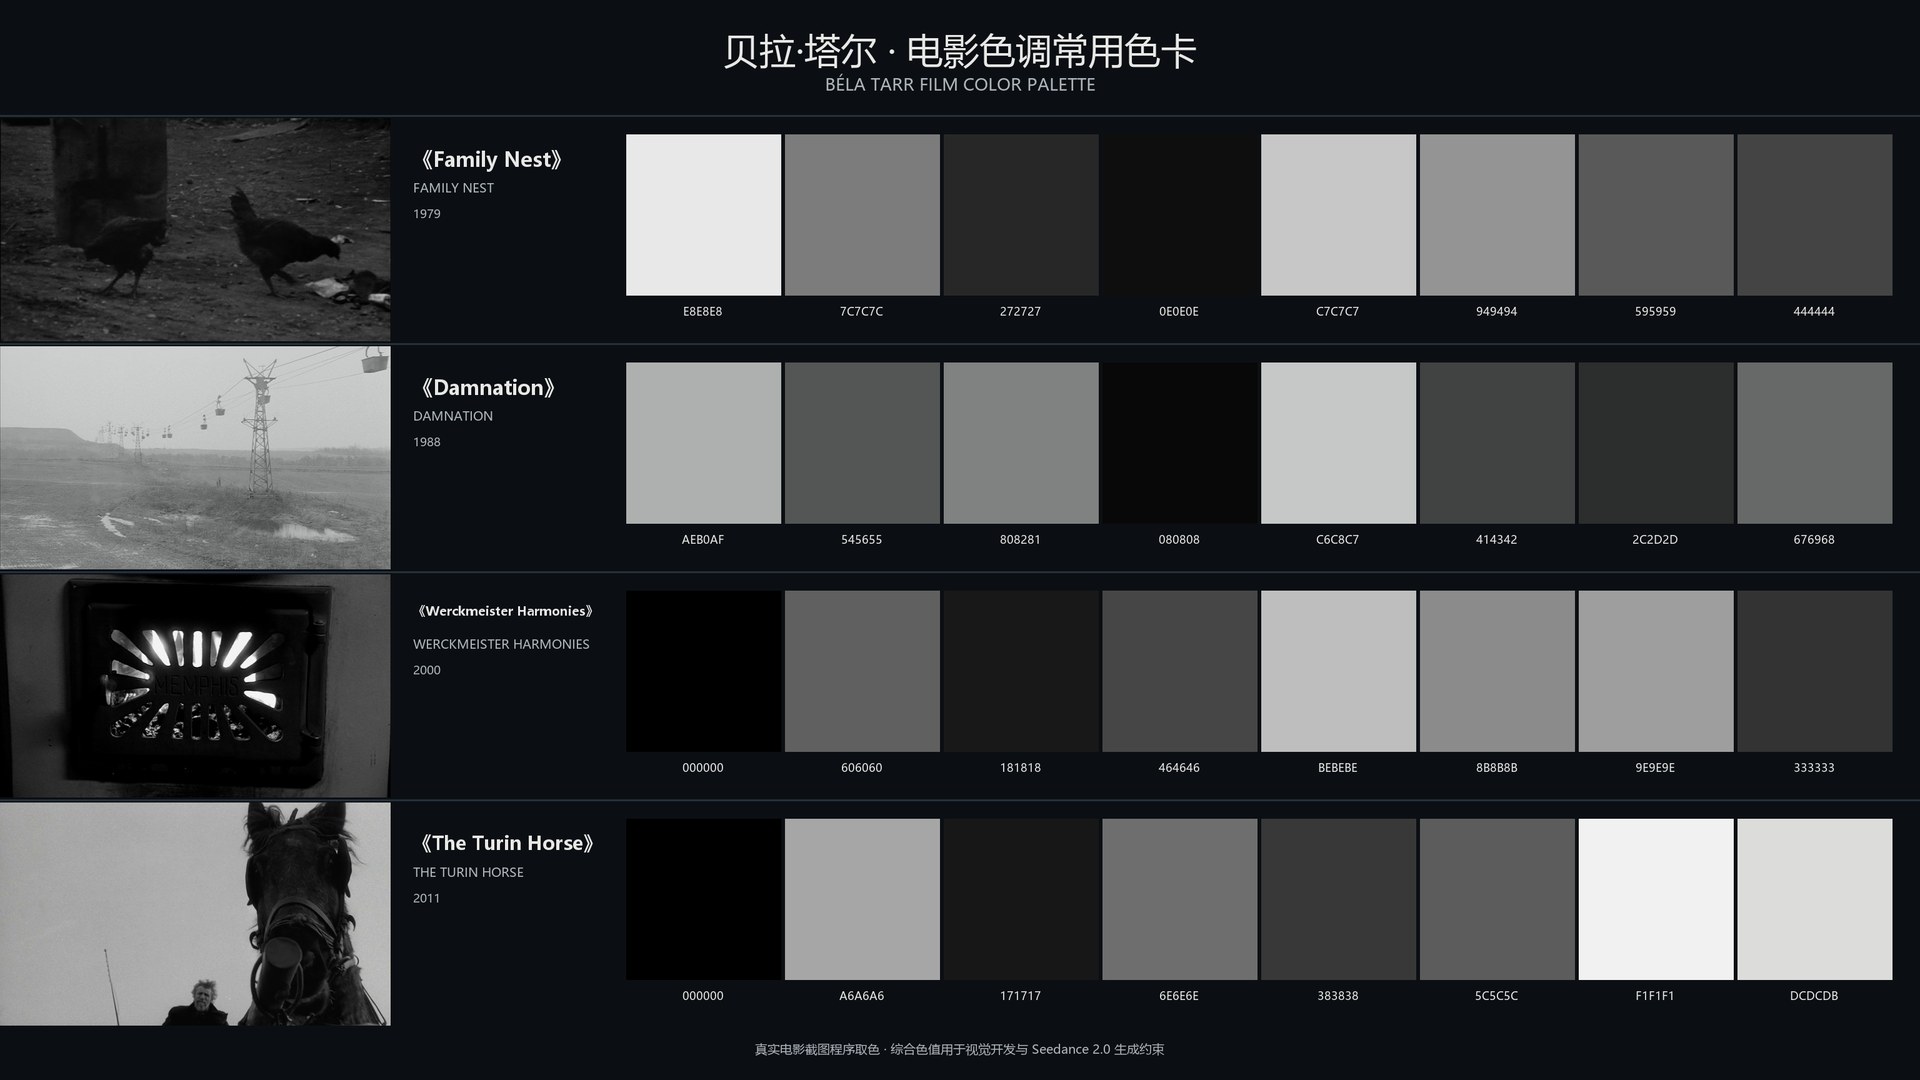 贝拉·塔尔 · 电影色调常用色卡
BÉLA TARR FILM COLOR PALETTE
《Family Nest》
FAMILY NEST
1979
E8E8E8 7C7C7C 272727 0E0E0E C7C7C7 949494 595959 444444
《Damnation》
DAMNATION
1988
AEB0AF 545655 808281 080808 C6C8C7 414342 2C2D2D 676968
MEMPHIS
《Werckmeister Harmonies》
WERCKMEISTER HARMONIES
2000
000000 606060 181818 464646 BEBEBE 8B8B8B 9E9E9E 333333
《The Turin Horse》
THE TURIN HORSE
2011
000000 A6A6A6 171717 6E6E6E 383838 5C5C5C F1F1F1 DCDCDB
真实电影截图程序取色 · 综合色值用于视觉开发与 Seedance 2.0 生成约束